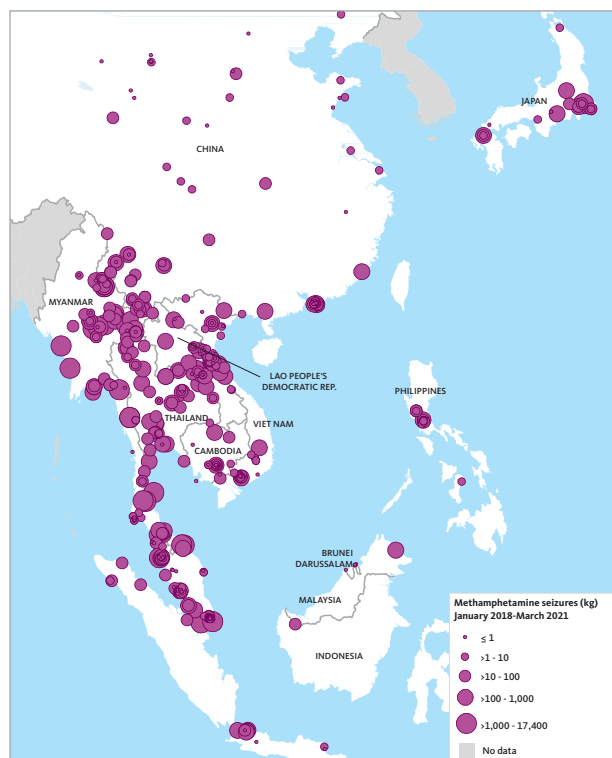 JAPAN
CHINA
MYANMAR
LAO PEOPLE'S
DEMOCRATIC REP.
PHILIPPINES
THAILAND
VIET NAM
CAMBODIA
BRUNEI
DARUSSALAM
MALAYSIA
INDONESIA
Methamphetamine seizures (kg)
January 2018-March 2021
≤ 1
>1 - 10
>10 - 100
>100 - 1,000
>1,000 - 17,400
No data